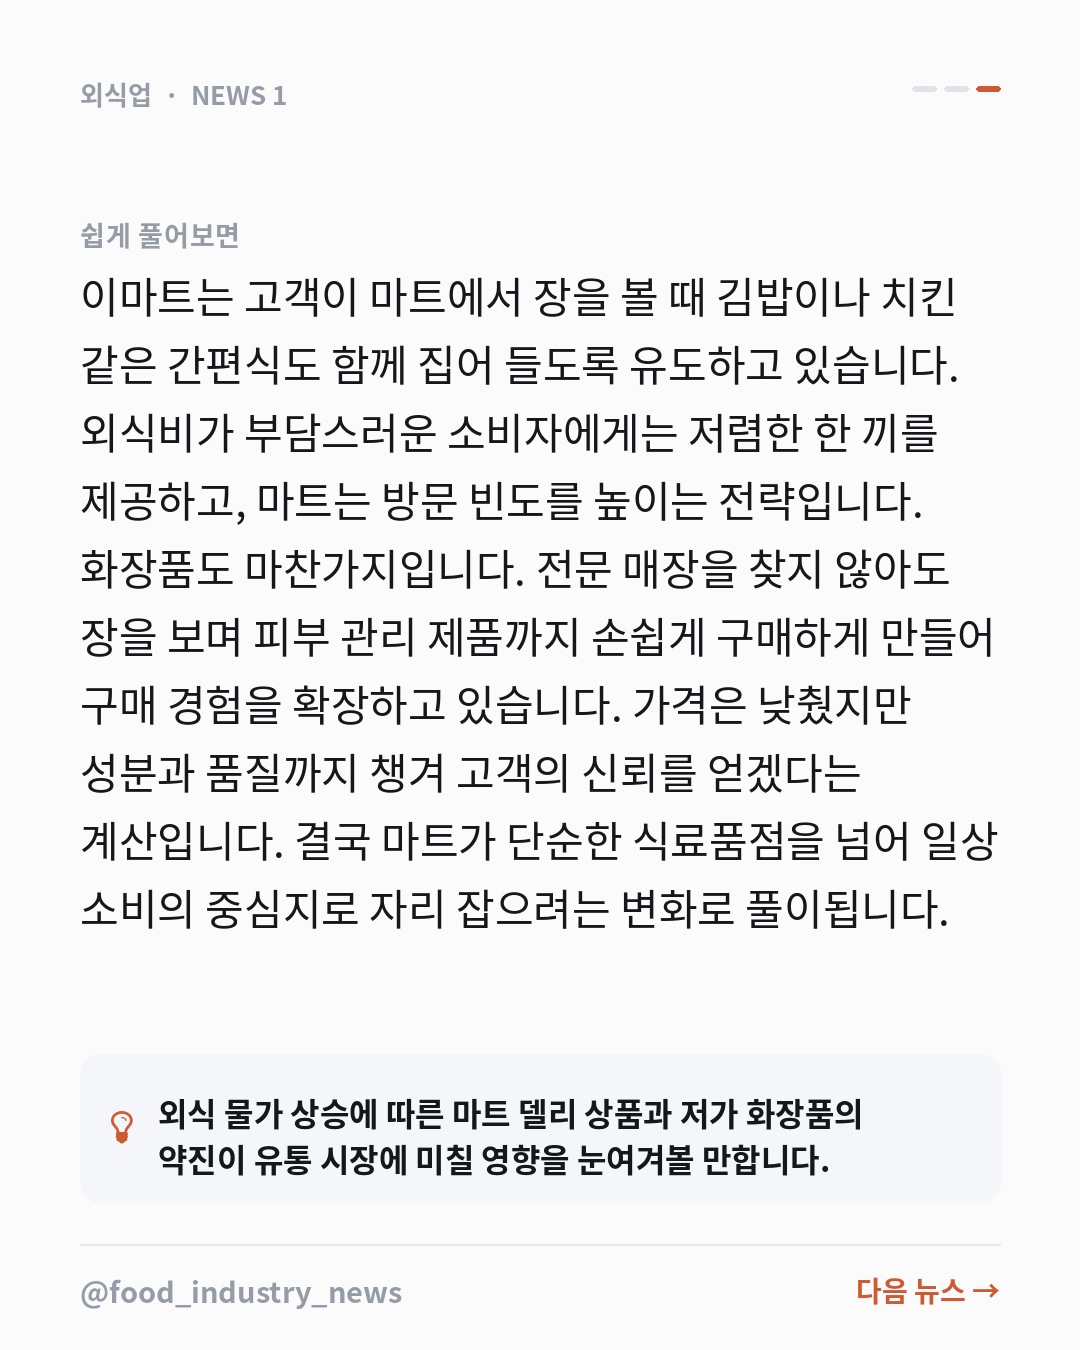 외식업 · NEWS 1
쉽게 풀어보면
이마트는 고객이 마트에서 장을 볼 때 김밥이나 치킨
같은 간편식도 함께 집어 들도록 유도하고 있습니다.
외식비가 부담스러운 소비자에게는 저렴한 한 끼를
제공하고, 마트는 방문 빈도를 높이는 전략입니다.
화장품도 마찬가지입니다. 전문 매장을 찾지 않아도
장을 보며 피부 관리 제품까지 손쉽게 구매하게 만들어
구매 경험을 확장하고 있습니다. 가격은 낮췄지만
성분과 품질까지 챙겨 고객의 신뢰를 얻겠다는
계산입니다. 결국 마트가 단순한 식료품점을 넘어 일상
소비의 중심지로 자리 잡으려는 변화로 풀이됩니다.
외식 물가 상승에 따른 마트 델리 상품과 저가 화장품의
약진이 유통 시장에 미칠 영향을 눈여겨볼 만합니다.
@food_industry_news
다음 뉴스 →